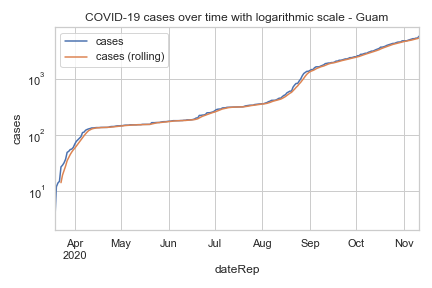 COVID-19 cases over time with logarithmic scale - Guam
cases
cases (rolling)
10³
10²
10¹
cases
Apr
2020
May
Jun
Jul
Aug
Sep
Oct
Nov
dateRep